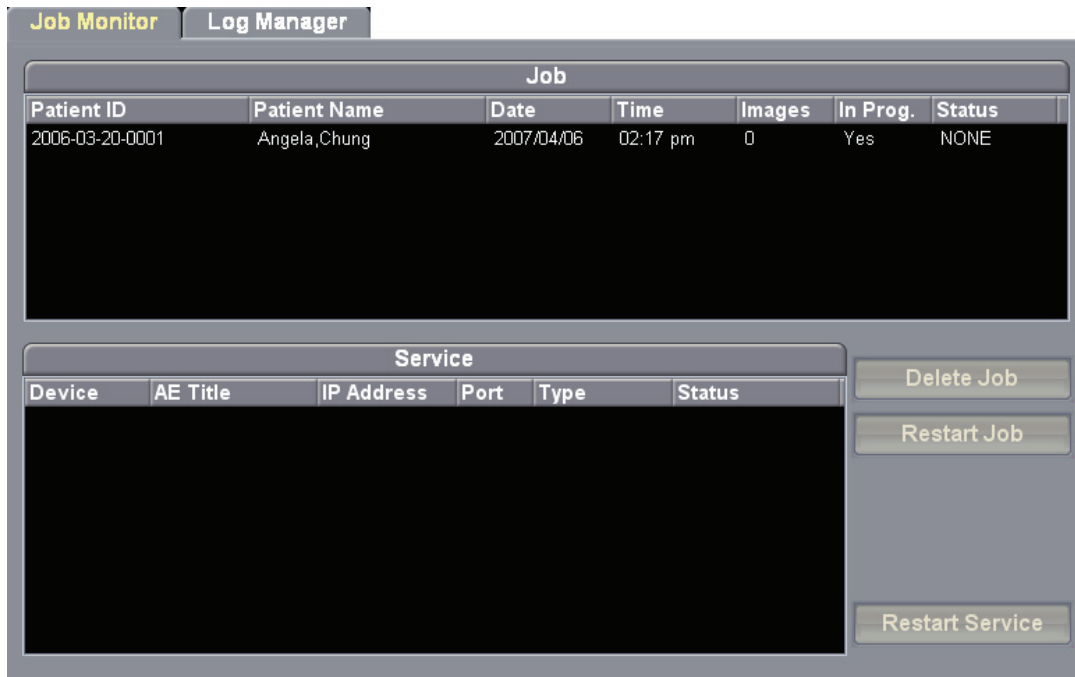 Job Monitor Log Manager
Job
Patient ID Patient Name Date Time Images In Prog. Status
2006-03-20-0001 Angela,Chung 2007/04/06 02:17 pm 0 Yes NONE
Service
Device AE Title IP Address Port Type Status
Delete Job
Restart Job
Restart Service